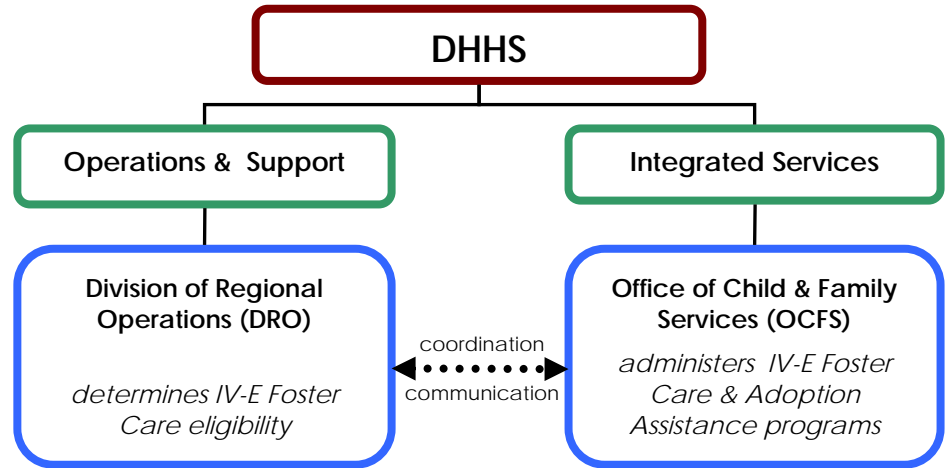 DHHS
Operations & Support
Integrated Services
Division of Regional
Operations (DRO)
determines IV-E Foster
Care eligibility
coordination
communication
Office of Child & Family
Services (OCFS)
administers IV-E Foster
Care & Adoption
Assistance programs